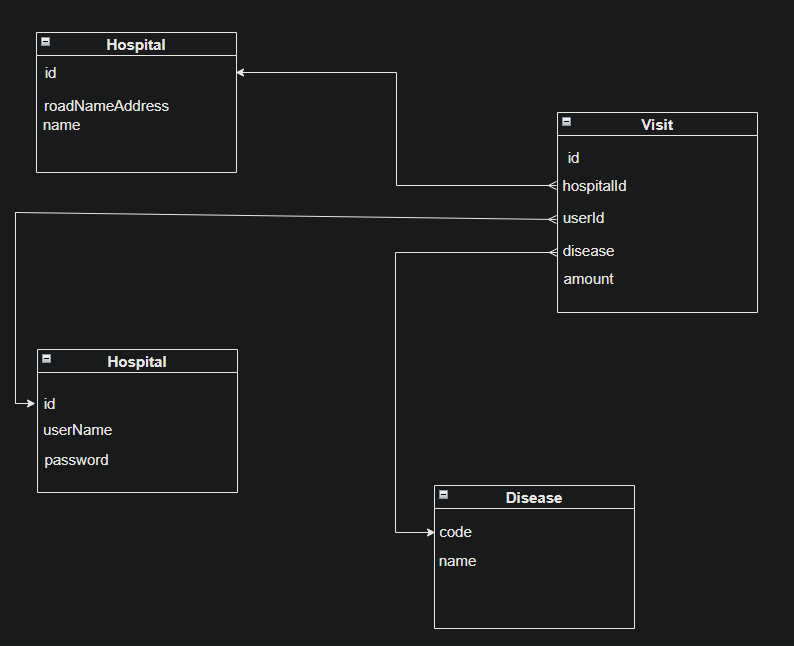 Hospital
id
roadNameAddress
name
Visit
id
hospitalId
userId
disease
amount
Hospital
id
userName
password
Disease
code
name